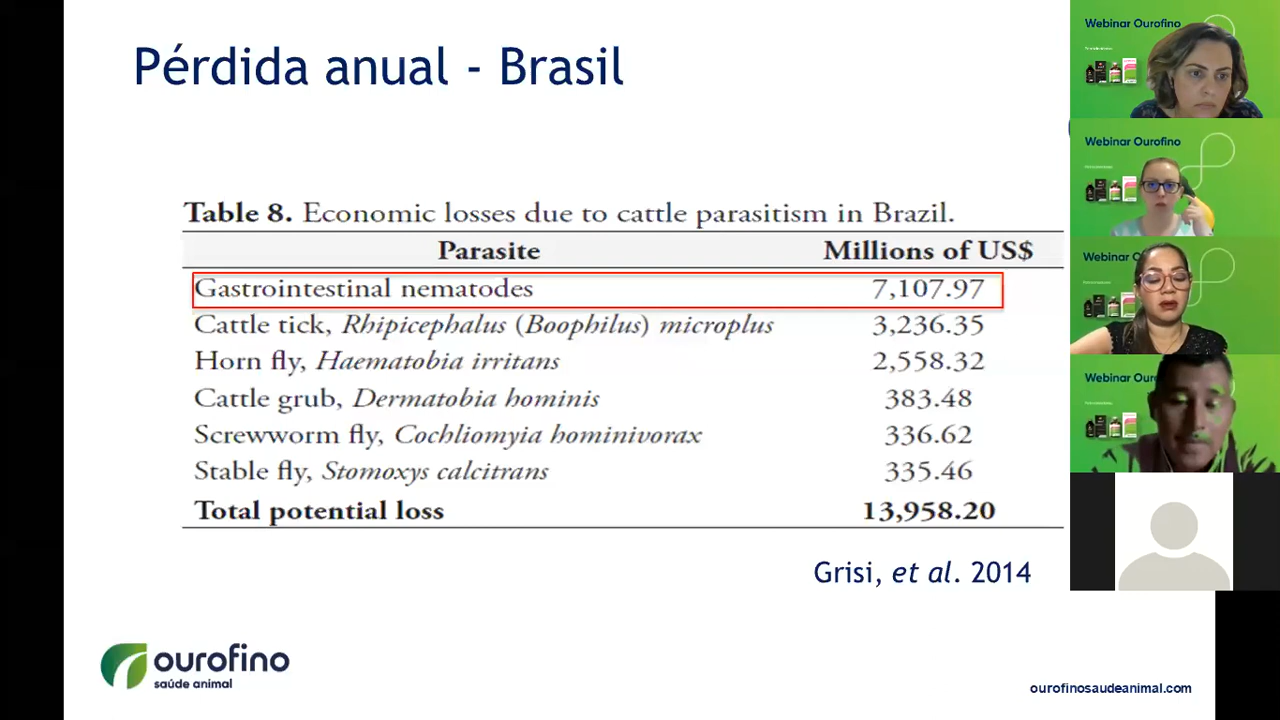 Pérdida anual - Brasil
Table 8. Economic losses due to cattle parasitism in Brazil.
Parasite Millions of US$
Gastrointestinal nematodes 7,107.97
Cattle tick, Rhipicephalus (Boophilus) microplus 3,236.35
Horn fly, Haematobia irritans 2,558.32
Cattle grub, Dermatobia hominis 383.48
Screwworm fly, Cochliomyia hominivorax 336.62
Stable fly, Stomoxys calcitrans 335.46
Total potential loss 13,958.20
Grisi, et al. 2014
ourofino
saúde animal
ourofinosaudeanimal.com
Webinar Ourofino
Webinar Ourofino
Webinar O
Webinar Ou